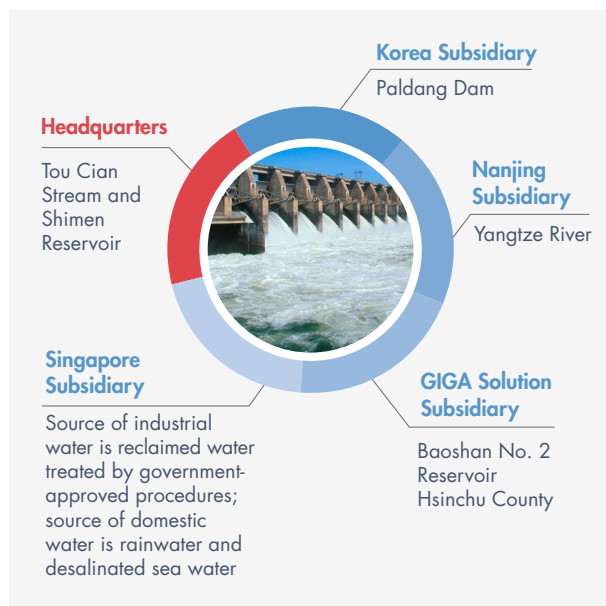 Korea Subsidiary
Paldang Dam
Headquarters
Tou Cian
Stream and
Shimen
Reservoir
Nanjing
Subsidiary
Yangtze River
Singapore
Subsidiary
Source of industrial
water is reclaimed water
treated by government-
approved procedures;
source of domestic
water is rainwater and
desalinated sea water
GIGA Solution
Subsidiary
Baoshan No. 2
Reservoir
Hsinchu County